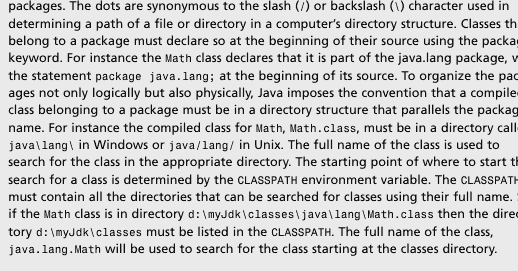 packages. The dots are synonymous to the slash (/) or backslash (\) character used in
determining a path of a file or directory in a computer's directory structure. Classes th
belong to a package must declare so at the beginning of their source using the packa
keyword. For instance the Math class declares that it is part of the java.lang package, w
the statement package java.lang; at the beginning of its source. To organize the pac
ages not only logically but also physically, Java imposes the convention that a compile
class belonging to a package must be in a directory structure that parallels the packag
name. For instance the compiled class for Math, Math.class, must be in a directory calle
java\lang\ in Windows or java/lang/ in Unix. The full name of the class is used to
search for the class in the appropriate directory. The starting point of where to start th
search for a class is determined by the CLASSPATH environment variable. The CLASSPATH
must contain all the directories that can be searched for classes using their full name.
if the Math class is in directory d:\myJdk\classes\java\lang\Math.class then the direc
tory d:\myJdk\classes must be listed in the CLASSPATH. The full name of the class,
java.lang.Math will be used to search for the class starting at the classes directory.